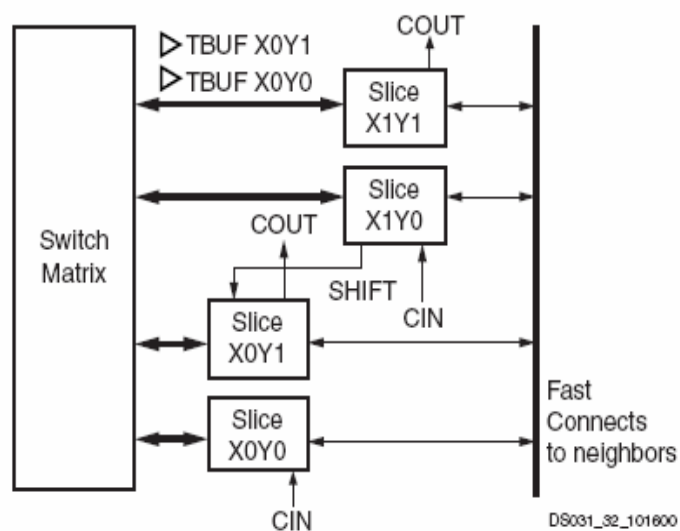 COUT
TBUF X0Y1
TBUF X0Y0
Slice
X1Y1
Slice
X1Y0
COUT
Switch
Matrix
SHIFT
CIN
Slice
X0Y1
Fast
Connects
to neighbors
Slice
X0Y0
CIN
DS031_32_101600